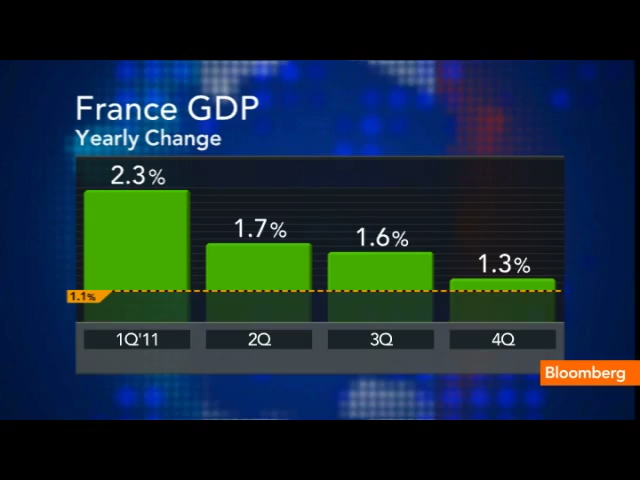 France GDP
Yearly Change
2.3%
1.7%
1.6%
1.3%
1.1%
1Q'11
2Q
3Q
4Q
Bloomberg